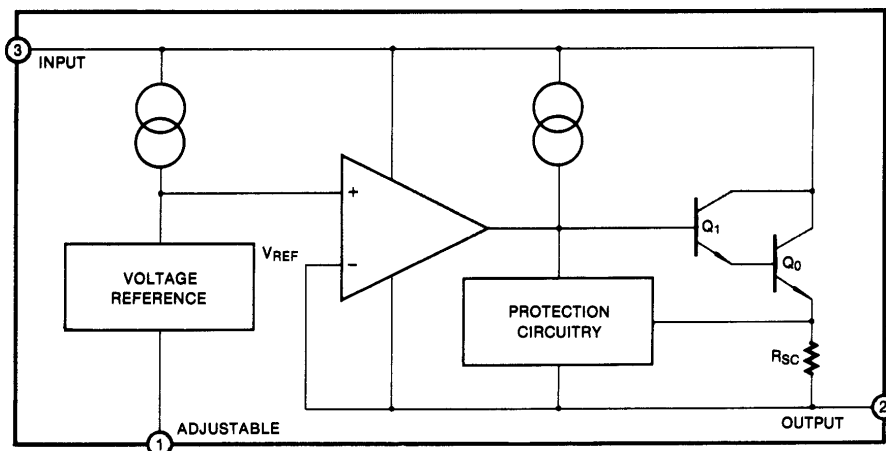 3
INPUT
+
Q1
VREF
−
Q0
VOLTAGE
REFERENCE
PROTECTION
CIRCUITRY
RSC
2
OUTPUT
ADJUSTABLE
1